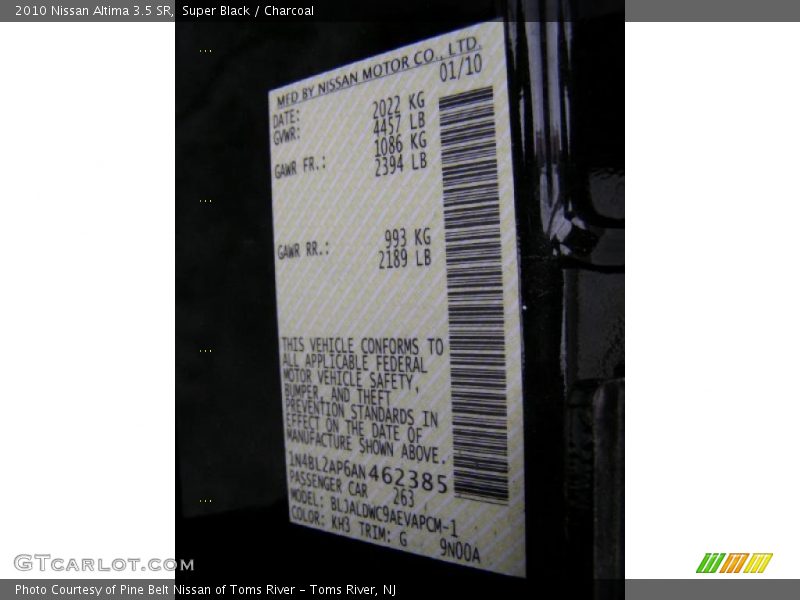 2010 Nissan Altima 3.5 SR, Super Black / Charcoal
MFD BY NISSAN MOTOR CO., LTD.
DATE: 01/10
GVWR: 2022 KG
4457 LB
GAWR FR.: 1086 KG
2394 LB
GAWR RR.: 993 KG
2189 LB
THIS VEHICLE CONFORMS TO
ALL APPLICABLE FEDERAL
MOTOR VEHICLE SAFETY,
BUMPER, AND THEFT
PREVENTION STANDARDS IN
EFFECT ON THE DATE OF
MANUFACTURE SHOWN ABOVE.
1N4BL2AP6AN462385
PASSENGER CAR 263
MODEL: BLJALDWC9AEVAPCM-1
COLOR: KH3 TRIM: G 9N00A
GTCARLOT.COM
Photo Courtesy of Pine Belt Nissan of Toms River – Toms River, NJ